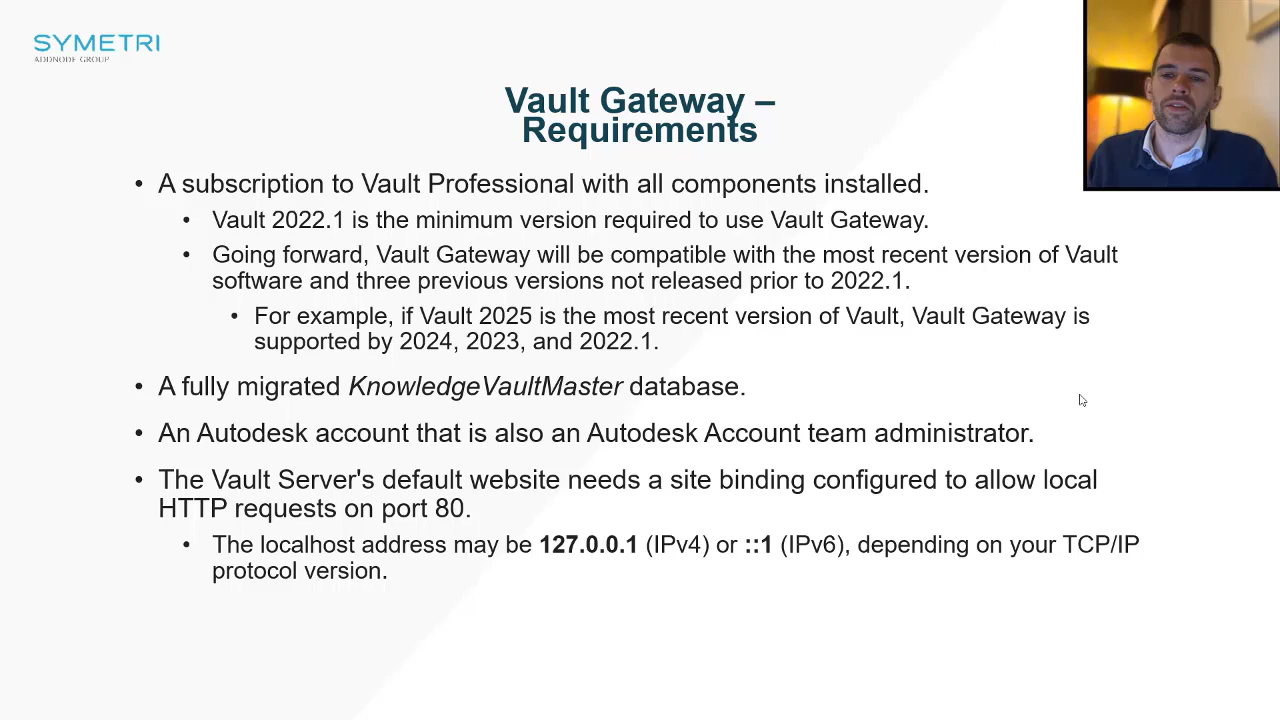 SYMETRI
ADDNODE GROUP
Vault Gateway –
Requirements
• A subscription to Vault Professional with all components installed.
• Vault 2022.1 is the minimum version required to use Vault Gateway.
• Going forward, Vault Gateway will be compatible with the most recent version of Vault
software and three previous versions not released prior to 2022.1.
• For example, if Vault 2025 is the most recent version of Vault, Vault Gateway is
supported by 2024, 2023, and 2022.1.
• A fully migrated KnowledgeVaultMaster database.
• An Autodesk account that is also an Autodesk Account team administrator.
• The Vault Server's default website needs a site binding configured to allow local
HTTP requests on port 80.
• The localhost address may be 127.0.0.1 (IPv4) or ::1 (IPv6), depending on your TCP/IP
protocol version.